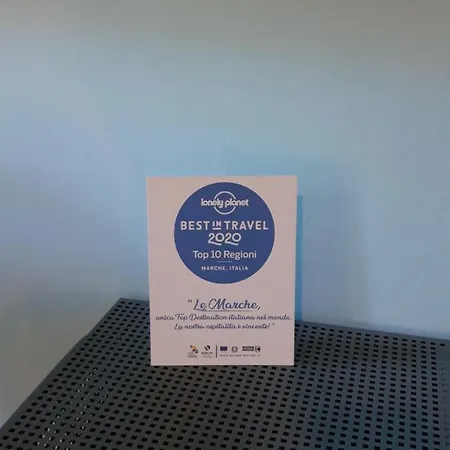 lonely planet
BEST IN TRAVEL
2020
Top 10 Regioni
MARCHE, ITALIA
"Le Marche,
unica Top Destination italiana nel mondo.
La nostra ospitalità è vincente!"